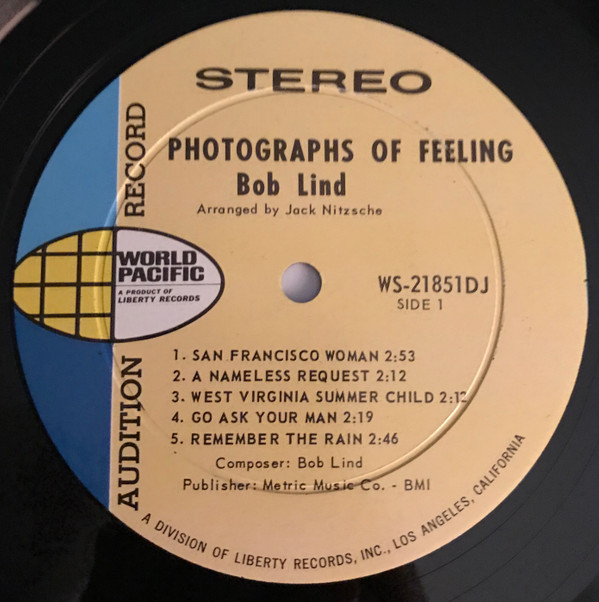 STEREO
PHOTOGRAPHS OF FEELING
Bob Lind
Arranged by Jack Nitzsche
AUDITION RECORD
WORLD
PACIFIC
A PRODUCT OF
LIBERTY RECORDS
WS-21851DJ
SIDE 1
1. SAN FRANCISCO WOMAN 2:53
2. A NAMELESS REQUEST 2:12
3. WEST VIRGINIA SUMMER CHILD 2:12
4. GO ASK YOUR MAN 2:19
5. REMEMBER THE RAIN 2:46
Composer: Bob Lind
Publisher: Metric Music Co. - BMI
A DIVISION OF LIBERTY RECORDS, INC., LOS ANGELES, CALIFORNIA